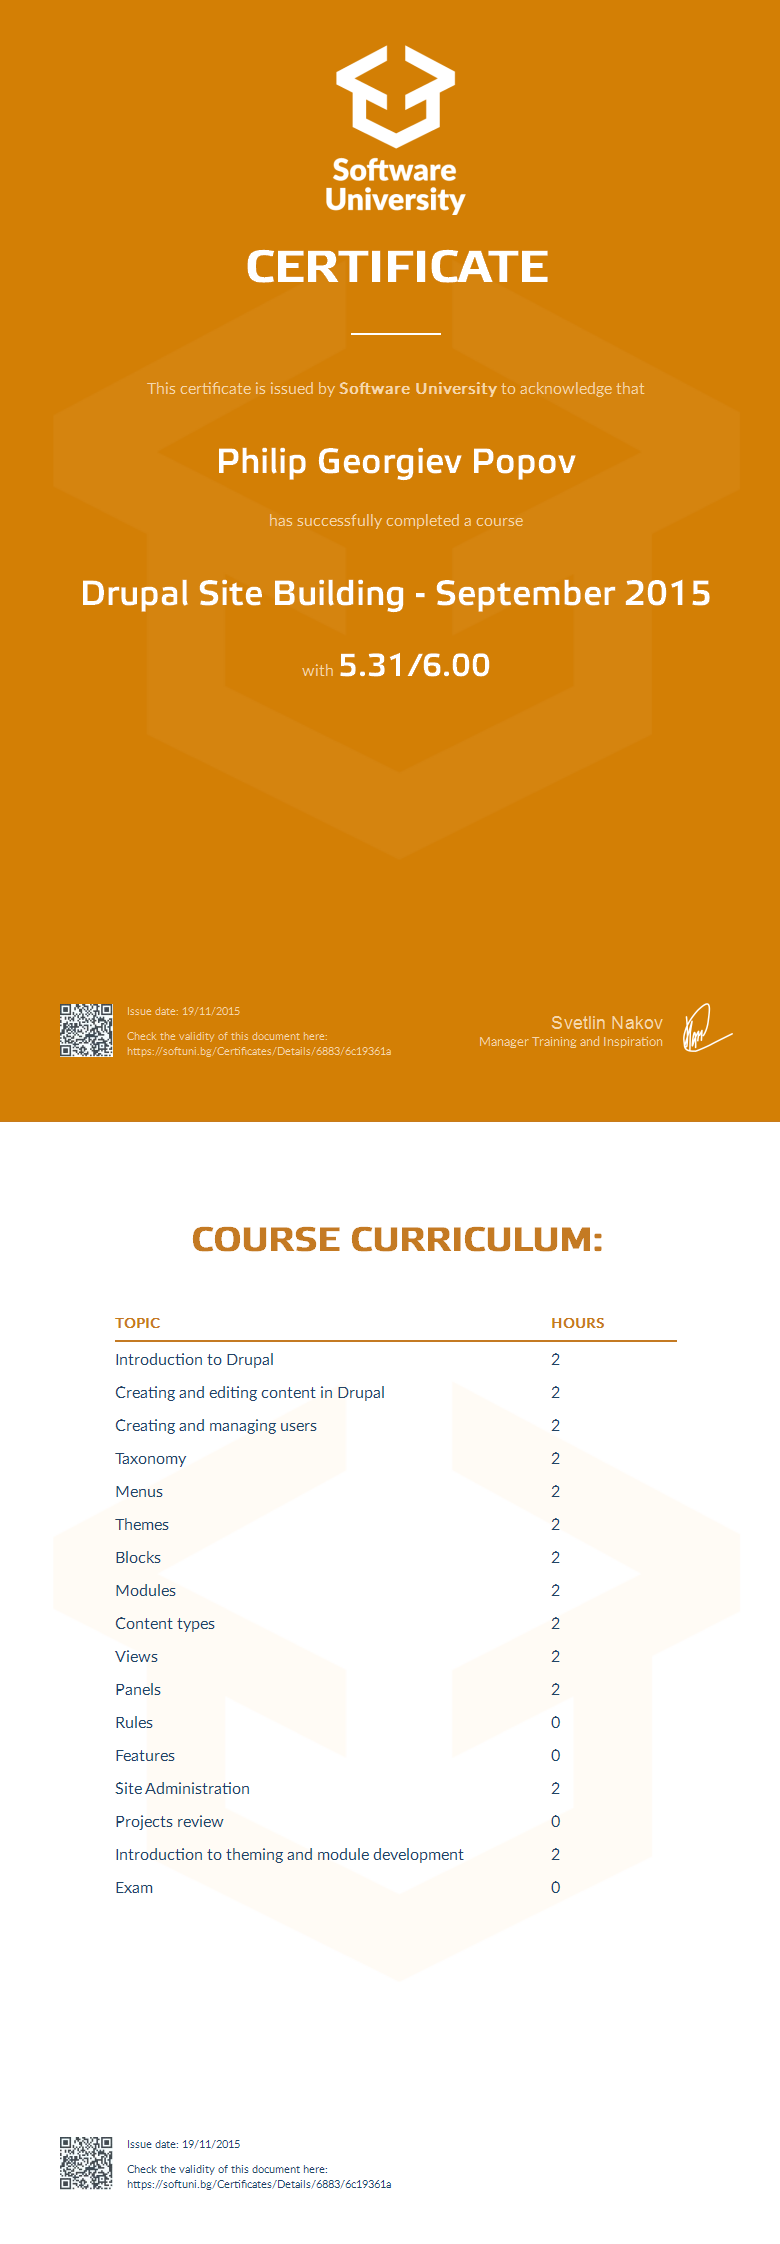 Software
University
CERTIFICATE
This certificate is issued by Software University to acknowledge that
Philip Georgiev Popov
has successfully completed a course
Drupal Site Building - September 2015
with 5.31/6.00
Issue date: 19/11/2015
Check the validity of this document here:
https://softuni.bg/Certificates/Details/6883/6c19361a
Svetlin Nakov
Manager Training and Inspiration
COURSE CURRICULUM:
TOPIC HOURS
Introduction to Drupal 2
Creating and editing content in Drupal 2
Creating and managing users 2
Taxonomy 2
Menus 2
Themes 2
Blocks 2
Modules 2
Content types 2
Views 2
Panels 2
Rules 0
Features 0
Site Administration 2
Projects review 0
Introduction to theming and module development 2
Exam 0
Issue date: 19/11/2015
Check the validity of this document here:
https://softuni.bg/Certificates/Details/6883/6c19361a